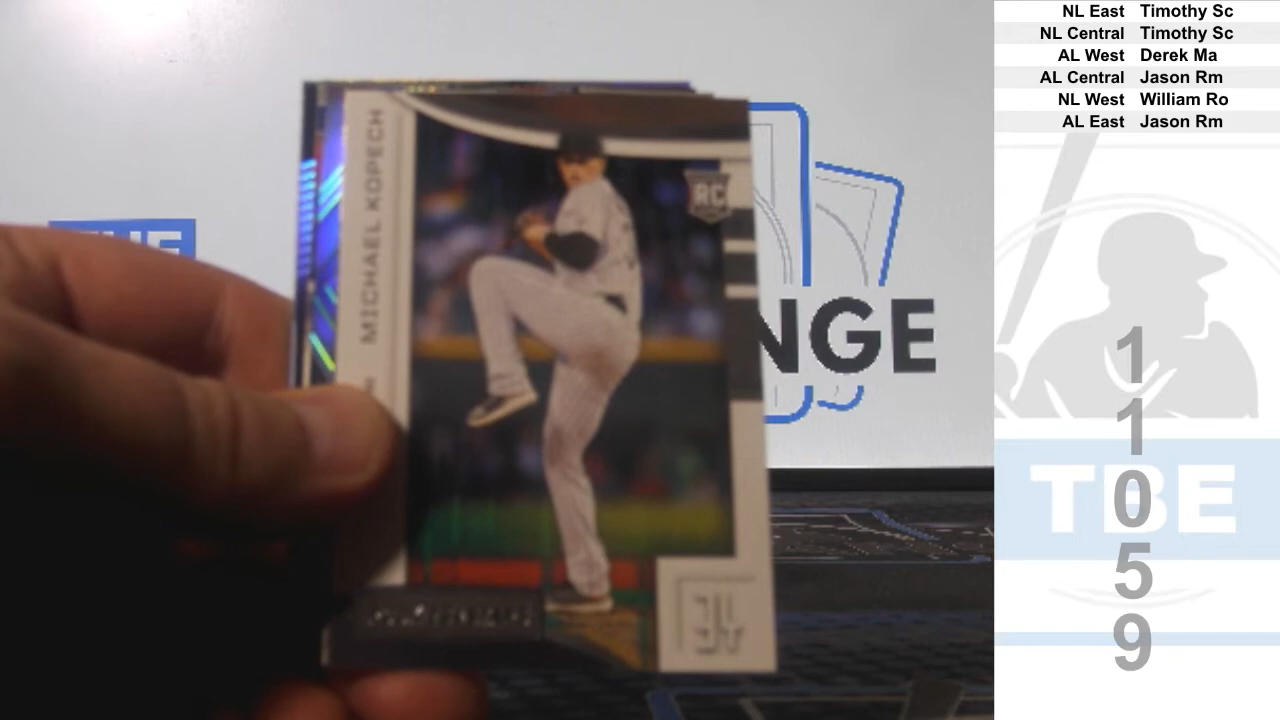 NL East Timothy Sc
NL Central Timothy Sc
AL West Derek Ma
AL Central Jason Rm
NL West William Ro
AL East Jason Rm
THE
MICHAEL KOPECH
RC
NGE
TBE
1
1
0
5
9